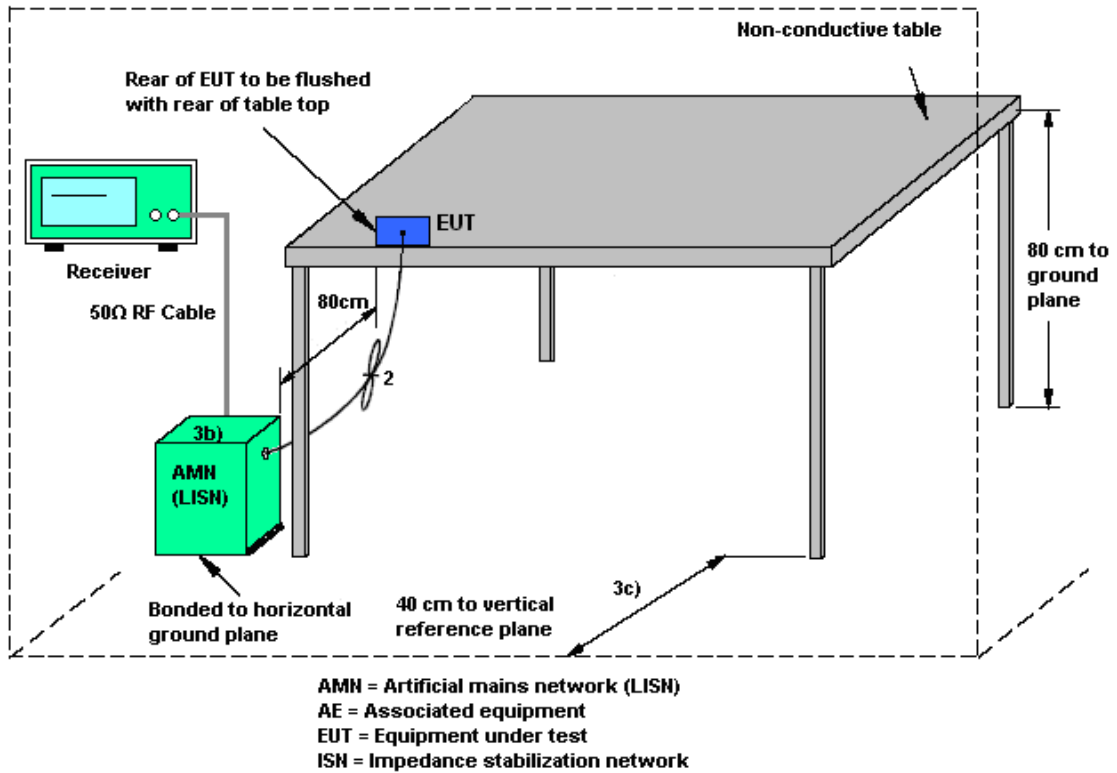 Non-conductive table
Rear of EUT to be flushed
with rear of table top
EUT
Receiver
80 cm to
ground
plane
80cm
50Ω RF Cable
2
3b)
AMN
(LISN)
3c)
Bonded to horizontal
ground plane
40 cm to vertical
reference plane
AMN = Artificial mains network (LISN)
AE = Associated equipment
EUT = Equipment under test
ISN = Impedance stabilization network